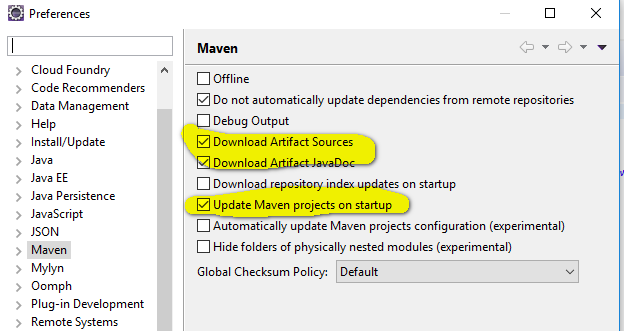 Preferences
Maven
Cloud Foundry
Code Recommenders
Data Management
Help
Install/Update
Java
Java EE
Java Persistence
JavaScript
JSON
Maven
Mylyn
Oomph
Plug-in Development
Remote Systems
Offline
Do not automatically update dependencies from remote repositories
Debug Output
Download Artifact Sources
Download Artifact JavaDoc
Download repository index updates on startup
Update Maven projects on startup
Automatically update Maven projects configuration (experimental)
Hide folders of physically nested modules (experimental)
Global Checksum Policy: Default